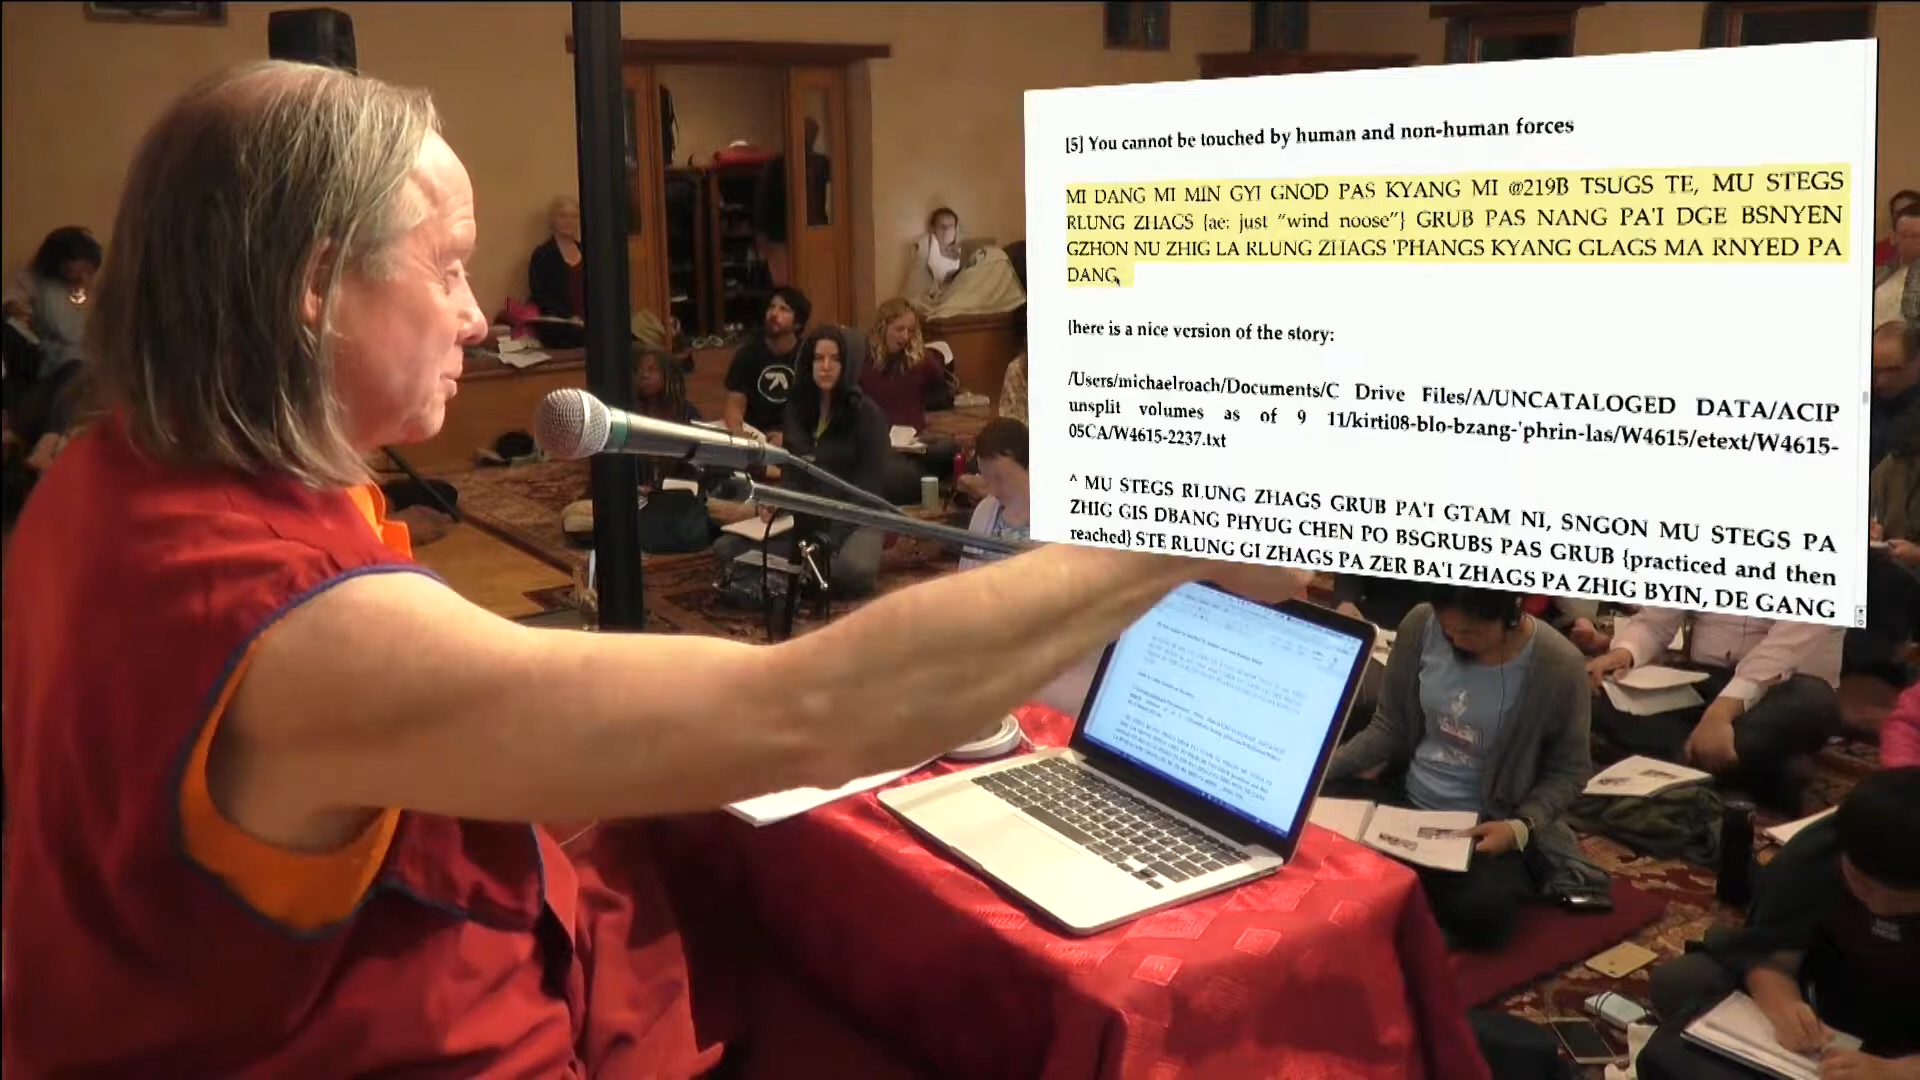 [5] You cannot be touched by human and non-human forces
MI DANG MI MIN GYI GNOD PAS KYANG MI @219B TSUGS TE, MU STEGS
RLUNG ZHAGS {ae: just “wind noose”} GRUB PAS NANG PA'I DGE BSNYEN
GZHON NU ZHIG LA RLUNG ZHAGS 'PHANGS KYANG GLAGS MA RNYED PA
DANG,
{here is a nice version of the story:
/Users/michaelroach/Documents/C Drive Files/A/UNCATALOGED DATA/ACIP
unsplit volumes as of 9 11/kirti08-blo-bzang-'phrin-las/W4615/etext/W4615-
05CA/W4615-2237.txt
^ MU STEGS RLUNG ZHAGS GRUB PA'I GTAM NI, SNGON MU STEGS PA
ZHIG GIS DBANG PHYUG CHEN PO BSGRUBS PAS GRUB {practiced and then
reached} STE RLUNG GI ZHAGS PA ZER BA'I ZHAGS PA ZHIG BYIN, DE GANG